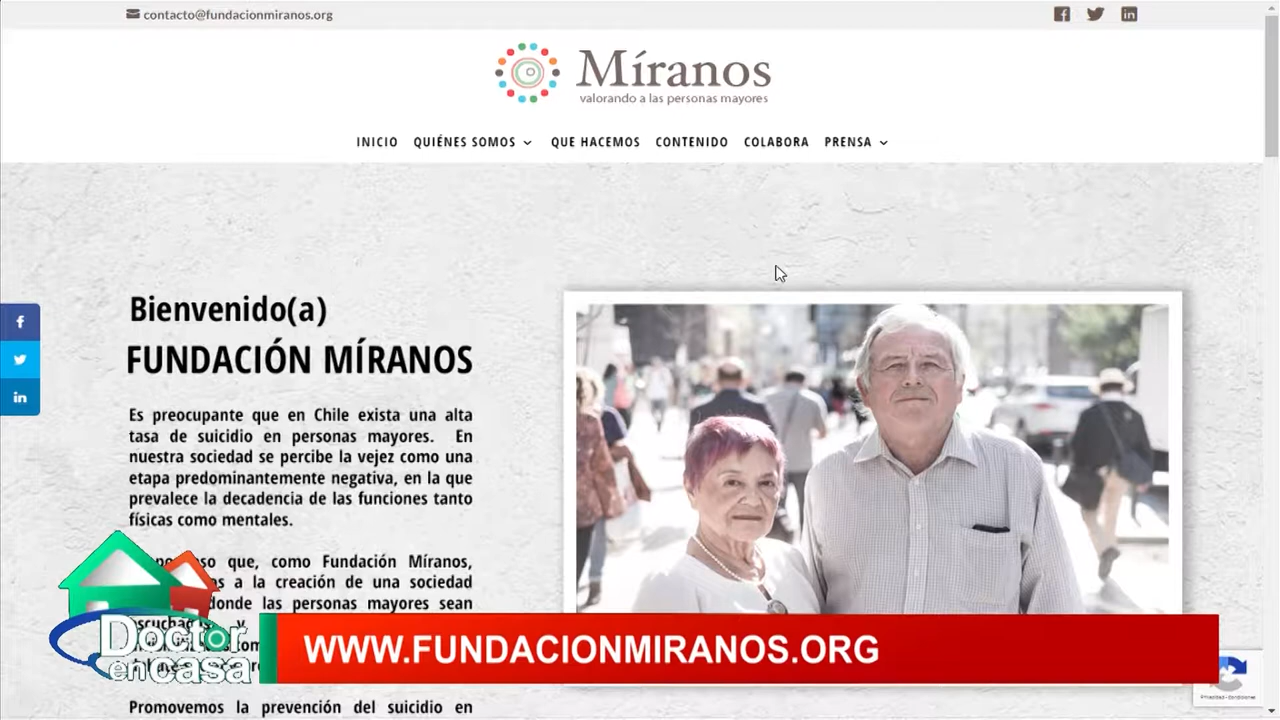 contacto@fundacionmiranos.org
Míranos
valorando a las personas mayores
INICIO QUIÉNES SOMOS QUE HACEMOS CONTENIDO COLABORA PRENSA
Bienvenido(a)
FUNDACIÓN MÍRANOS
Es preocupante que en Chile exista una alta
tasa de suicidio en personas mayores. En
nuestra sociedad se percibe la vejez como una
etapa predominantemente negativa, en la que
prevalece la decadencia de las funciones tanto
físicas como mentales.
que, como Fundación Míranos,
a la creación de una sociedad
donde las personas mayores sean
Promovemos la prevención del suicidio en
Doctor
en casa
WWW.FUNDACIONMIRANOS.ORG
Privacidad - Condiciones